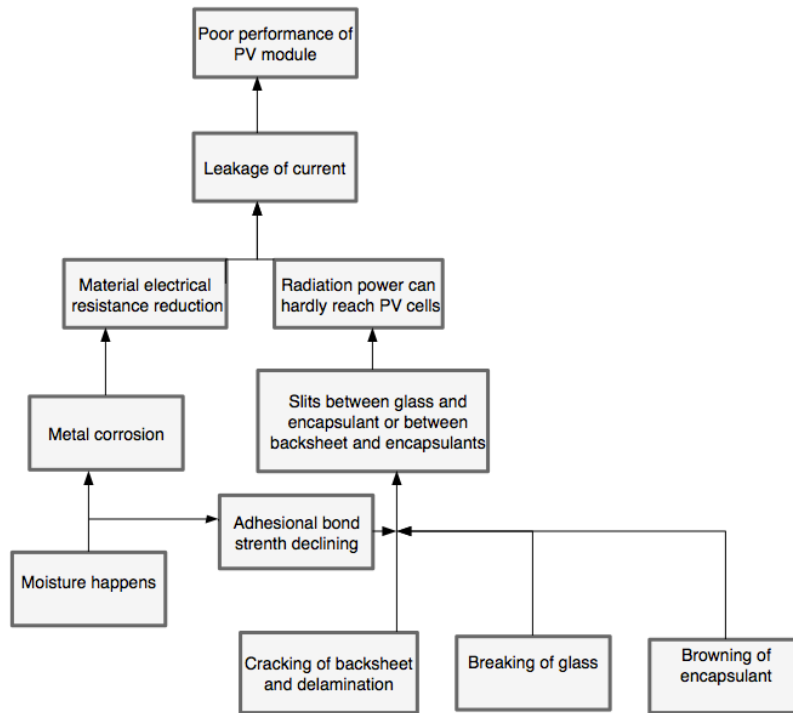 Poor performance of
PV module
Leakage of current
Material electrical
resistance reduction
Radiation power can
hardly reach PV cells
Slits between glass and
encapsulant or between
backsheet and encapsulants
Metal corrosion
Adhesional bond
strenth declining
Moisture happens
Cracking of backsheet
and delamination
Breaking of glass
Browning of
encapsulant